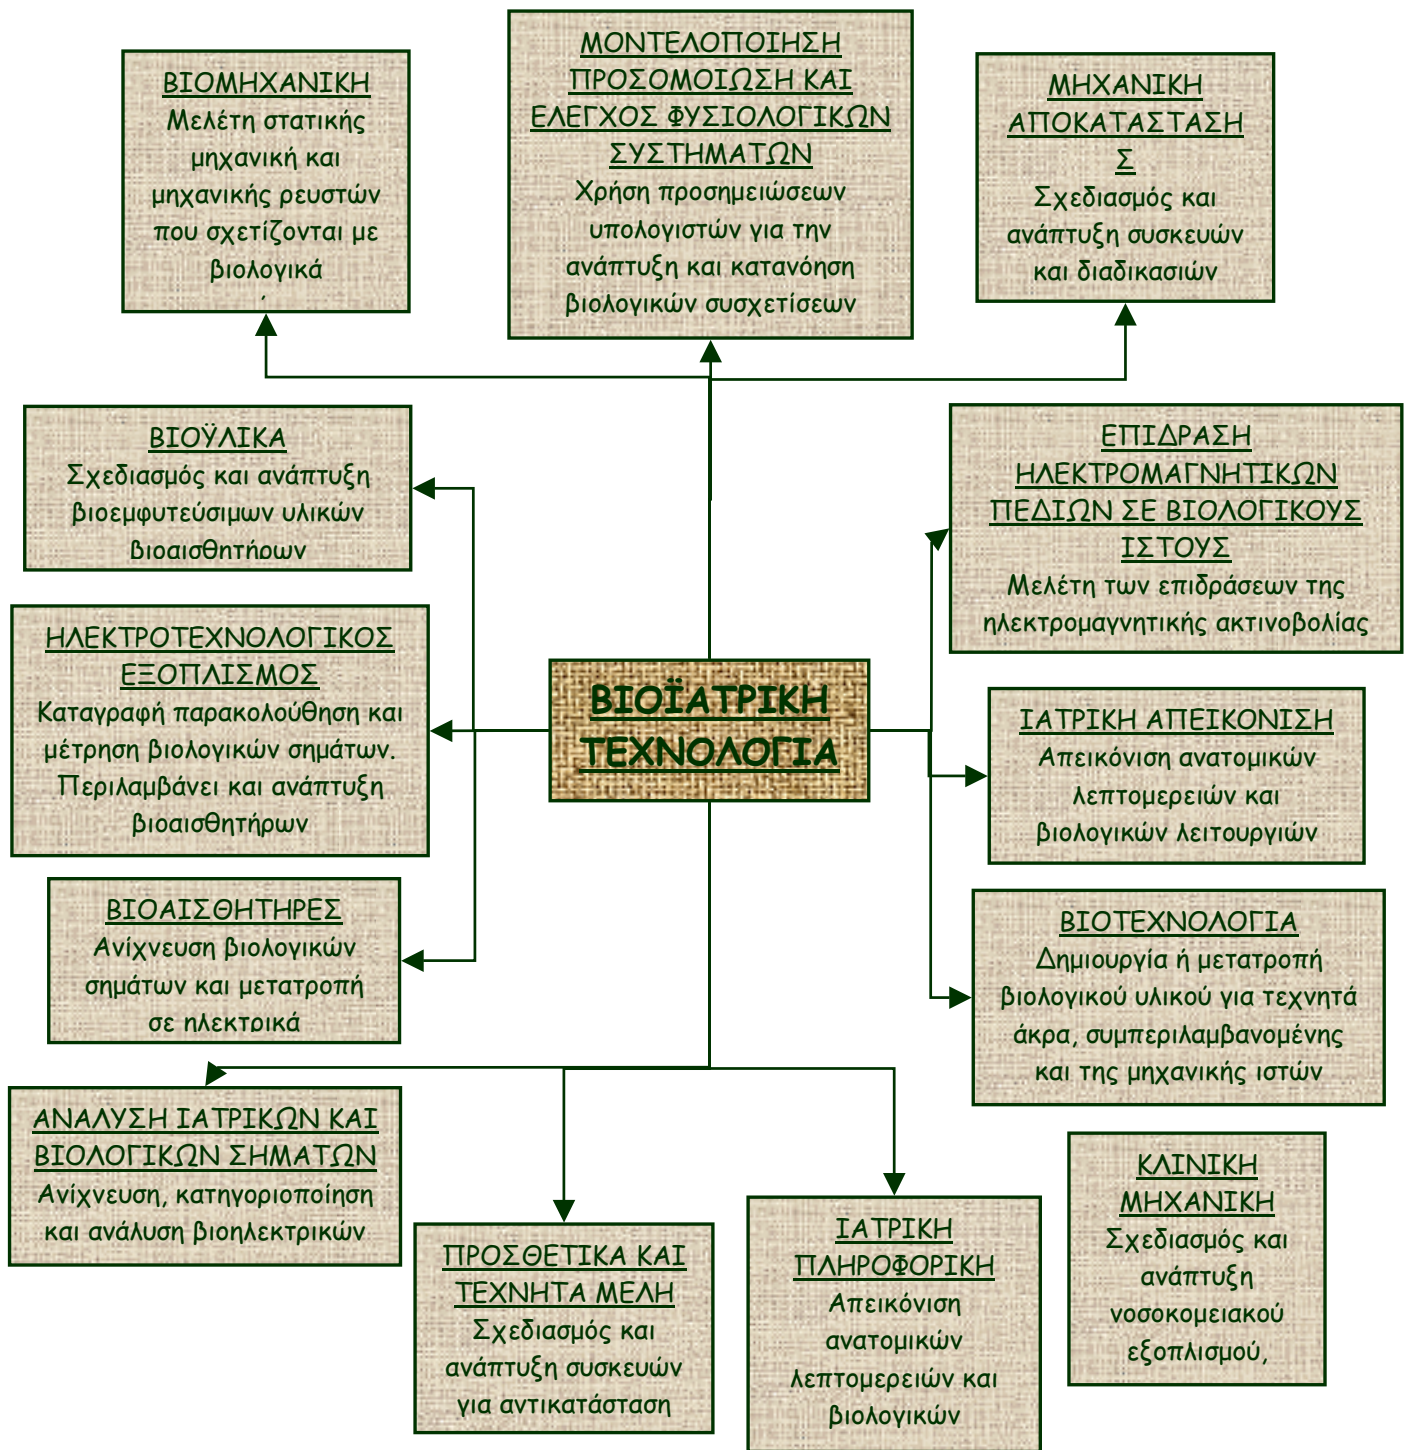 ΒΙΟΜΗΧΑΝΙΚΗ
Μελέτη στατικής
μηχανική και
μηχανικής ρευστών
που σχετίζονται με
βιολογικά
ΜΟΝΤΕΛΟΠΟΙΗΣΗ
ΠΡΟΣΟΜΟΙΩΣΗ ΚΑΙ
ΕΛΕΓΧΟΣ ΦΥΣΙΟΛΟΓΙΚΩΝ
ΣΥΣΤΗΜΑΤΩΝ
Χρήση προσημειώσεων
υπολογιστών για την
ανάπτυξη και κατανόηση
βιολογικών συσχετίσεων
ΜΗΧΑΝΙΚΗ
ΑΠΟΚΑΤΑΣΤΑΣΗ
Σ
Σχεδιασμός και
ανάπτυξη συσκευών
και διαδικασιών
ΒΙΟΫΛΙΚΑ
Σχεδιασμός και ανάπτυξη
βιοεμφυτεύσιμων υλικών
βιοαισθητήρων
ΕΠΙΔΡΑΣΗ
ΗΛΕΚΤΡΟΜΑΓΝΗΤΙΚΩΝ
ΠΕΔΙΩΝ ΣΕ ΒΙΟΛΟΓΙΚΟΥΣ
ΙΣΤΟΥΣ
Μελέτη των επιδράσεων της
ηλεκτρομαγνητικής ακτινοβολίας
ΗΛΕΚΤΡΟΤΕΧΝΟΛΟΓΙΚΟΣ
ΕΞΟΠΛΙΣΜΟΣ
Καταγραφή παρακολούθηση και
μέτρηση βιολογικών σημάτων.
Περιλαμβάνει και ανάπτυξη
βιοαισθητήρων
ΒΙΟΪΑΤΡΙΚΗ
ΤΕΧΝΟΛΟΓΙΑ
ΙΑΤΡΙΚΗ ΑΠΕΙΚΟΝΙΣΗ
Απεικόνιση ανατομικών
λεπτομερειών και
βιολογικών λειτουργιών
ΒΙΟΑΙΣΘΗΤΗΡΕΣ
Ανίχνευση βιολογικών
σημάτων και μετατροπή
σε ηλεκτρικά
ΒΙΟΤΕΧΝΟΛΟΓΙΑ
Δημιουργία ή μετατροπή
βιολογικού υλικού για τεχνητά
άκρα, συμπεριλαμβανομένης
και της μηχανικής ιστών
ΑΝΑΛΥΣΗ ΙΑΤΡΙΚΩΝ ΚΑΙ
ΒΙΟΛΟΓΙΚΩΝ ΣΗΜΑΤΩΝ
Ανίχνευση, κατηγοριοποίηση
και ανάλυση βιοηλεκτρικών
ΠΡΟΣΘΕΤΙΚΑ ΚΑΙ
ΤΕΧΝΗΤΑ ΜΕΛΗ
Σχεδιασμός και
ανάπτυξη συσκευών
για αντικατάσταση
ΙΑΤΡΙΚΗ
ΠΛΗΡΟΦΟΡΙΚΗ
Απεικόνιση
ανατομικών
λεπτομερειών και
βιολογικών
ΚΛΙΝΙΚΗ
ΜΗΧΑΝΙΚΗ
Σχεδιασμός και
ανάπτυξη
νοσοκομειακού
εξοπλισμού,